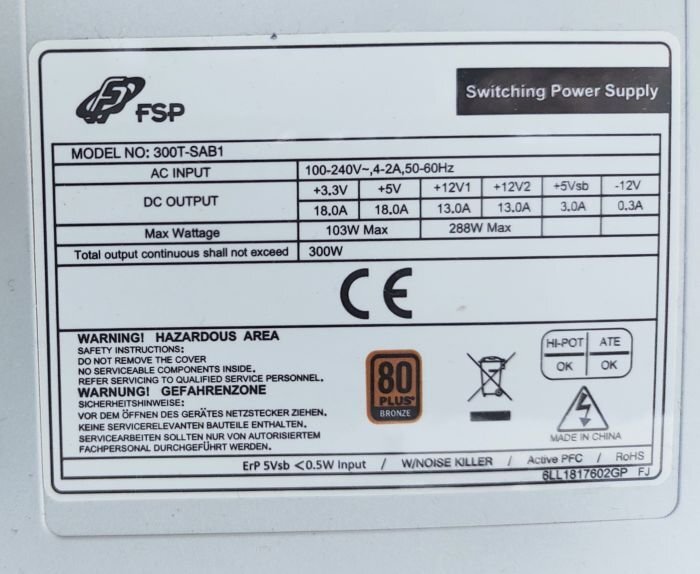 FSP
Switching Power Supply
MODEL NO: 300T-SAB1
AC INPUT 100-240V~,4-2A,50-60Hz
DC OUTPUT +3.3V +5V +12V1 +12V2 +5Vsb -12V
18.0A 18.0A 13.0A 13.0A 3.0A 0.3A
Max Wattage 103W Max 288W Max
Total output continuous shall not exceed 300W
CE
WARNING! HAZARDOUS AREA
SAFETY INSTRUCTIONS:
DO NOT REMOVE THE COVER
NO SERVICEABLE COMPONENTS INSIDE.
REFER SERVICING TO QUALIFIED SERVICE PERSONNEL.
WARNUNG! GEFAHRENZONE
SICHERHEITSHINWEISE:
VOR DEM ÖFFNEN DES GERÄTES NETZSTECKER ZIEHEN,
KEINE SERVICERELEVANTEN BAUTEILE ENTHALTEN.
SERVICEARBEITEN SOLLTEN NUR VON AUTORISIERTEM
FACHPERSONAL DURCHGEFÜHRT WERDEN.
80
PLUS
BRONZE
HI-POT ATE
OK OK
MADE IN CHINA
ErP 5Vsb <0.5W Input / W/NOISE KILLER / Active PFC / RoHS
6LL1817602GP FJ